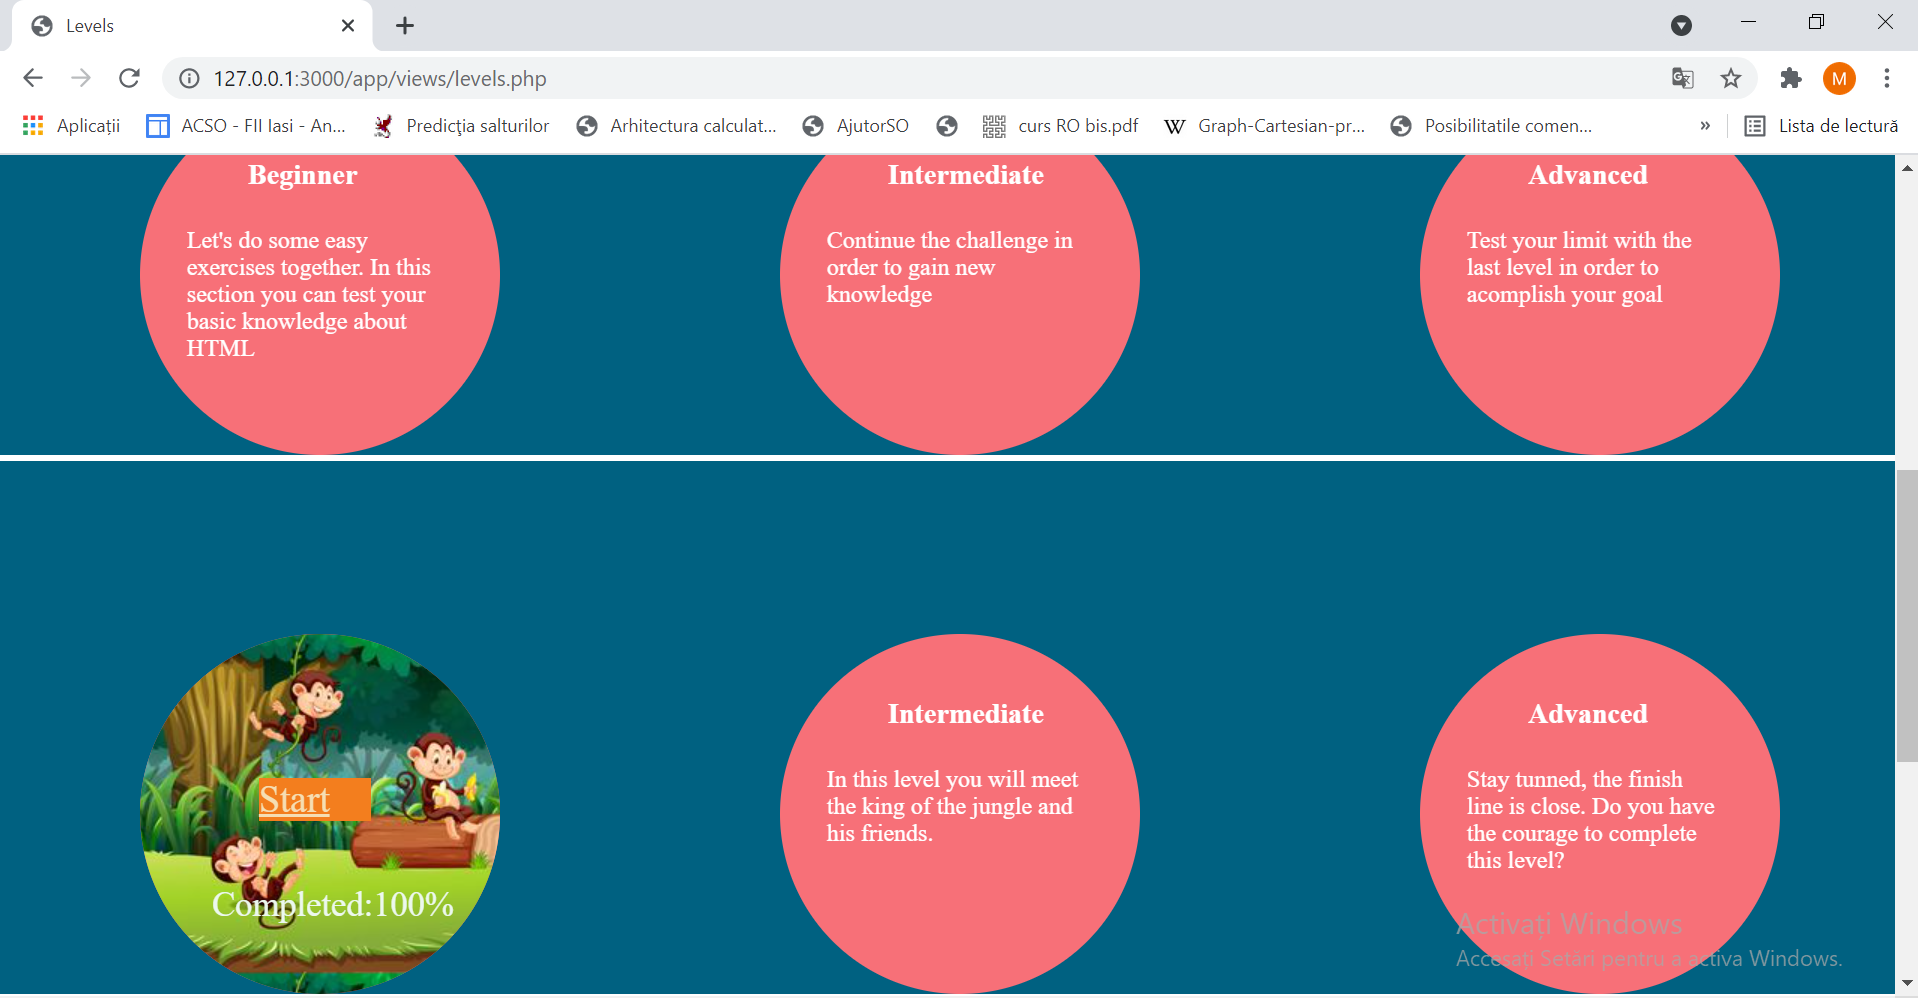 Levels
127.0.0.1:3000/app/views/levels.php
M
Aplicații
ACSO - FII Iasi - An...
Predicţia salturilor
Arhitectura calculat...
AjutorSO
curs RO bis.pdf
W
Graph-Cartesian-pr...
Posibilitatile comen...
»
Lista de lectură
Beginner
Let's do some easy
exercises together. In this
section you can test your
basic knowledge about
HTML
Intermediate
Continue the challenge in
order to gain new
knowledge
Advanced
Test your limit with the
last level in order to
acomplish your goal
Start
Completed:100%
Intermediate
In this level you will meet
the king of the jungle and
his friends.
Advanced
Stay tunned, the finish
line is close. Do you have
the courage to complete
this level?
Activați Windows
Accesați Setări pentru a activa Windows.